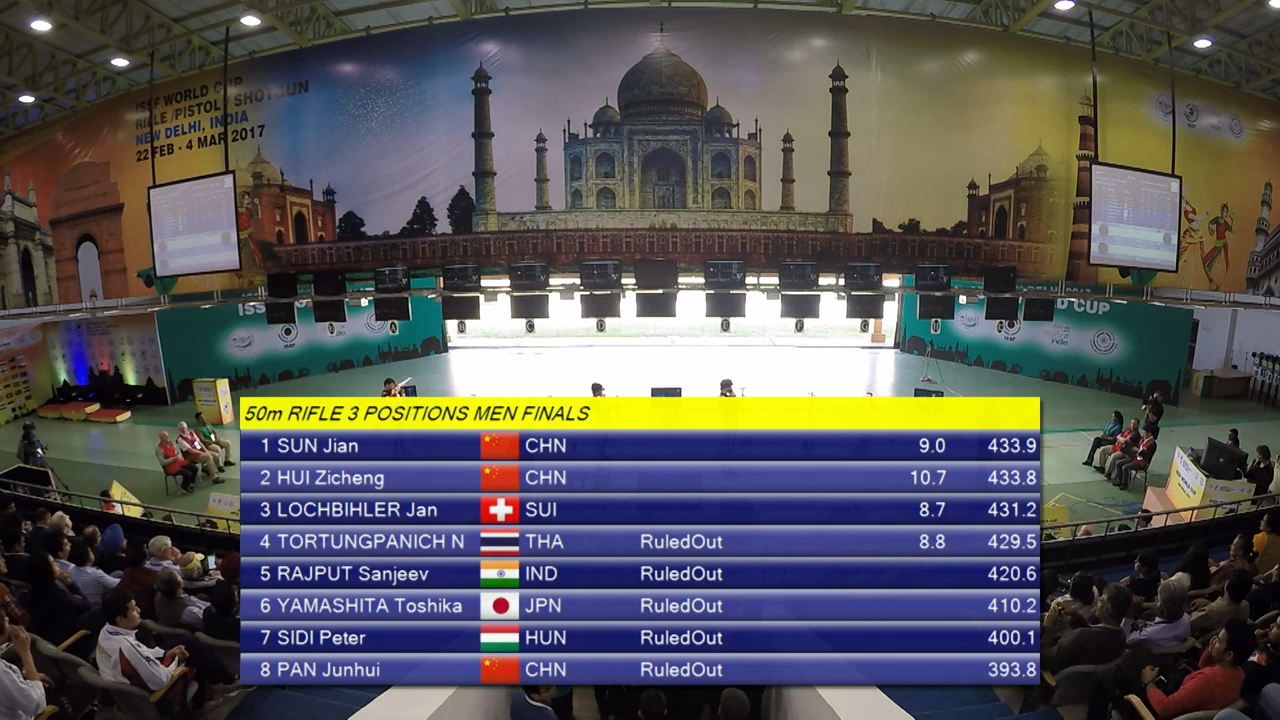 ISSF WORLD CUP
RIFLE /PISTOL / SHOTGUN
NEW DELHI, INDIA
22 FEB - 4 MAR 2017
CUP
50m RIFLE 3 POSITIONS MEN FINALS
1 SUN Jian CHN 9.0 433.9
2 HUI Zicheng CHN 10.7 433.8
3 LOCHBIHLER Jan SUI 8.7 431.2
4 TORTUNGPANICH N THA RuledOut 8.8 429.5
5 RAJPUT Sanjeev IND RuledOut 420.6
6 YAMASHITA Toshika JPN RuledOut 410.2
7 SIDI Peter HUN RuledOut 400.1
8 PAN Junhui CHN RuledOut 393.8